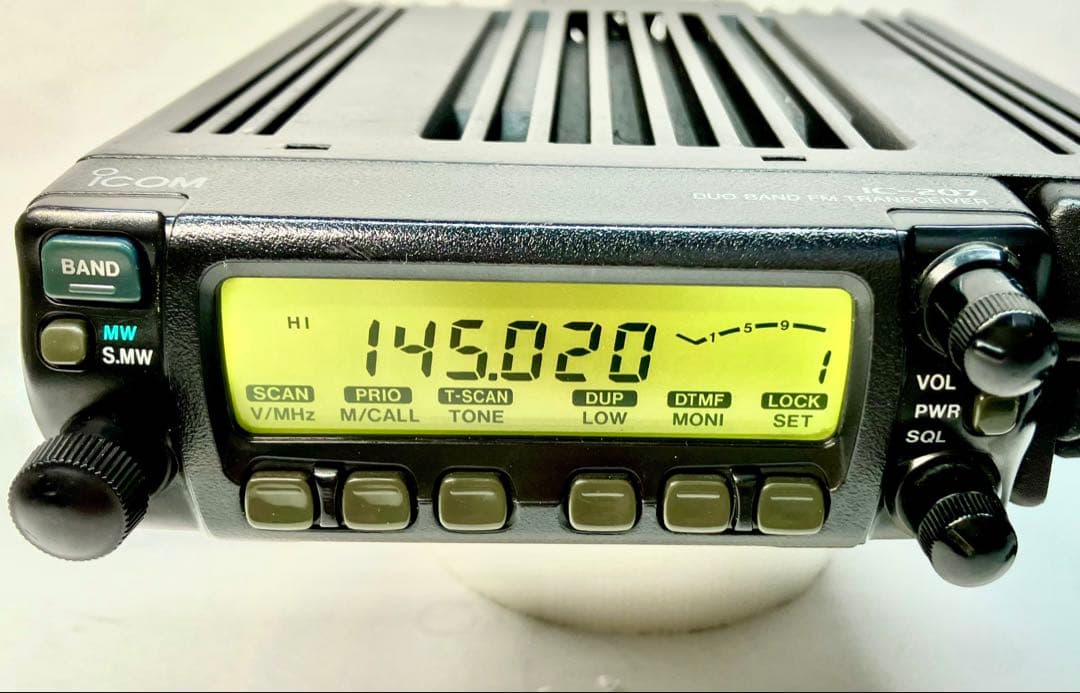 ICOM
IC-207
DUO BAND FM TRANSCEIVER
BAND
MW
S.MW
HI
145.020
1 5 9
1
SCAN PRIO T-SCAN DUP DTMF LOCK
V/MHz M/CALL TONE LOW MONI SET
VOL
PWR
SQL